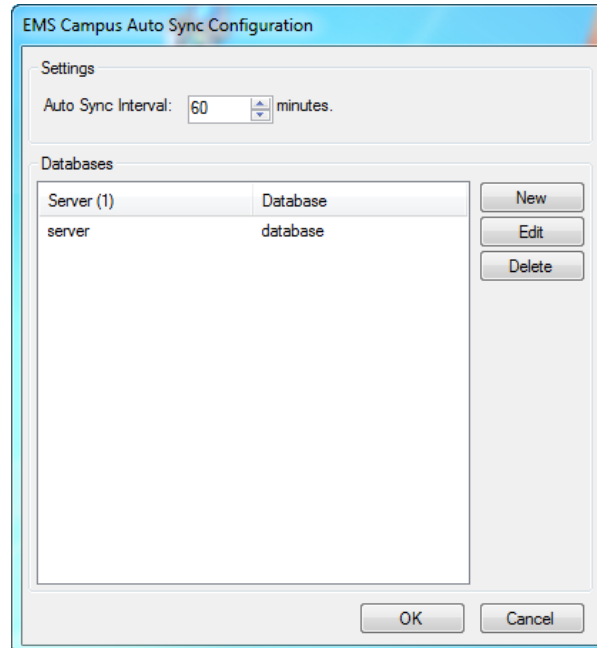 EMS Campus Auto Sync Configuration
Settings
Auto Sync Interval: 60 minutes.
Databases
Server (1) Database New
server database Edit
Delete
OK Cancel